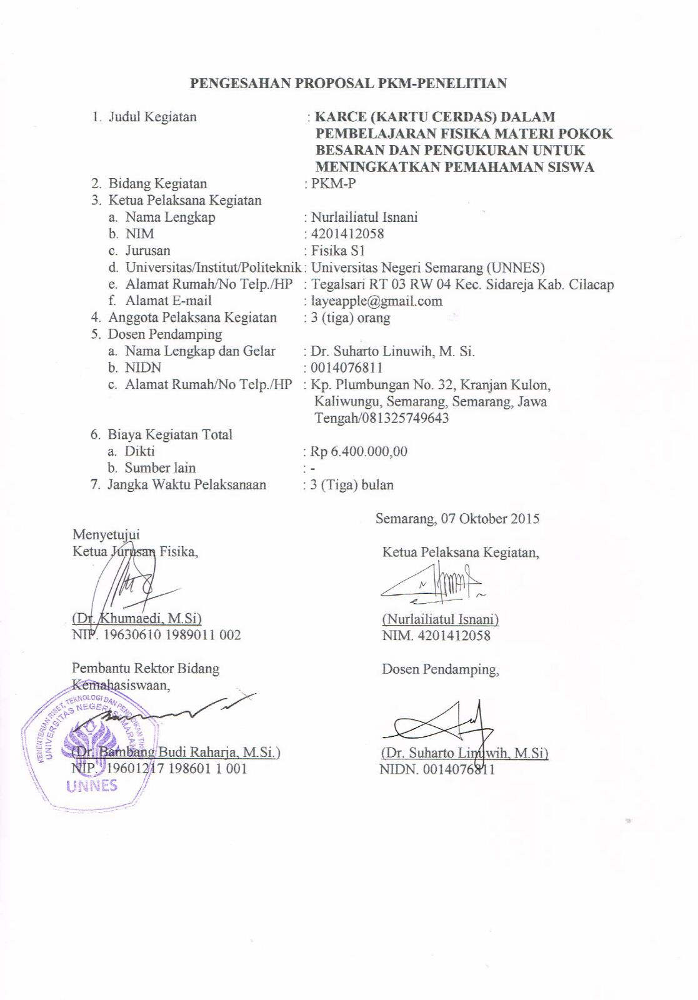 PENGESAHAN PROPOSAL PKM-PENELITIAN
1. Judul Kegiatan : KARCE (KARTU CERDAS) DALAM
PEMBELAJARAN FISIKA MATERI POKOK
BESARAN DAN PENGUKURAN UNTUK
MENINGKATKAN PEMAHAMAN SISWA
2. Bidang Kegiatan : PKM-P
3. Ketua Pelaksana Kegiatan
a. Nama Lengkap : Nurlailiatul Isnani
b. NIM : 4201412058
c. Jurusan : Fisika S1
d. Universitas/Institut/Politeknik : Universitas Negeri Semarang (UNNES)
e. Alamat Rumah/No Telp./HP : Tegalsari RT 03 RW 04 Kec. Sidareja Kab. Cilacap
f. Alamat E-mail : layeapple@gmail.com
4. Anggota Pelaksana Kegiatan : 3 (tiga) orang
5. Dosen Pendamping
a. Nama Lengkap dan Gelar : Dr. Suharto Linuwih, M. Si.
b. NIDN : 0014076811
c. Alamat Rumah/No Telp./HP : Kp. Plumbungan No. 32, Kranjan Kulon,
Kaliwungu, Semarang, Semarang, Jawa
Tengah/081325749643
6. Biaya Kegiatan Total
a. Dikti : Rp 6.400.000,00
b. Sumber lain : -
7. Jangka Waktu Pelaksanaan : 3 (Tiga) bulan
Semarang, 07 Oktober 2015
Menyetujui
Ketua Jurusan Fisika,
Ketua Pelaksana Kegiatan,
(Dr. Khumaedi, M.Si)
NIP. 19630610 1989011 002
(Nurlailiatul Isnani)
NIM. 4201412058
Pembantu Rektor Bidang
Kemahasiswaan,
Dosen Pendamping,
KEMENTERIAN RISET, TEKNOLOGI DAN PENDIDIKAN TINGGI
UNIVERSITAS NEGERI SEMARANG
UNNES
(Dr. Bambang Budi Raharja, M.Si.)
NIP. 19601217 198601 1 001
(Dr. Suharto Linuwih, M.Si)
NIDN. 0014076811